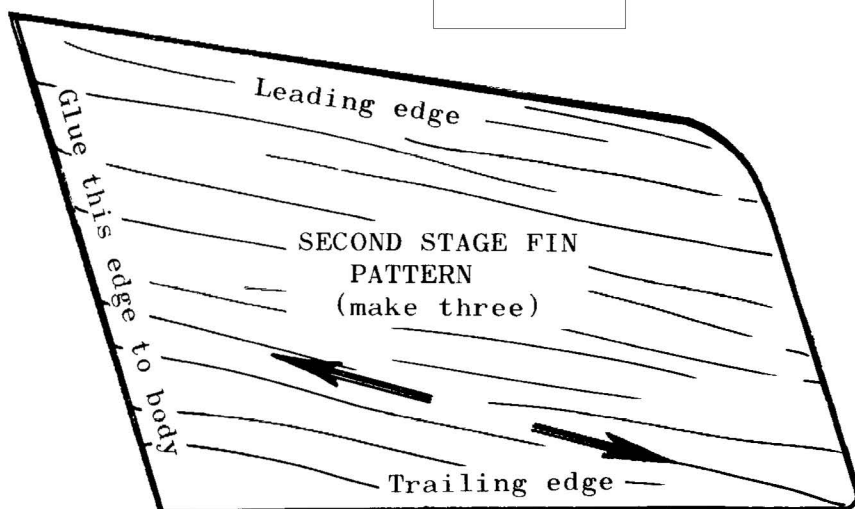 Leading edge
Glue this edge to body
SECOND STAGE FIN
PATTERN
(make three)
Trailing edge